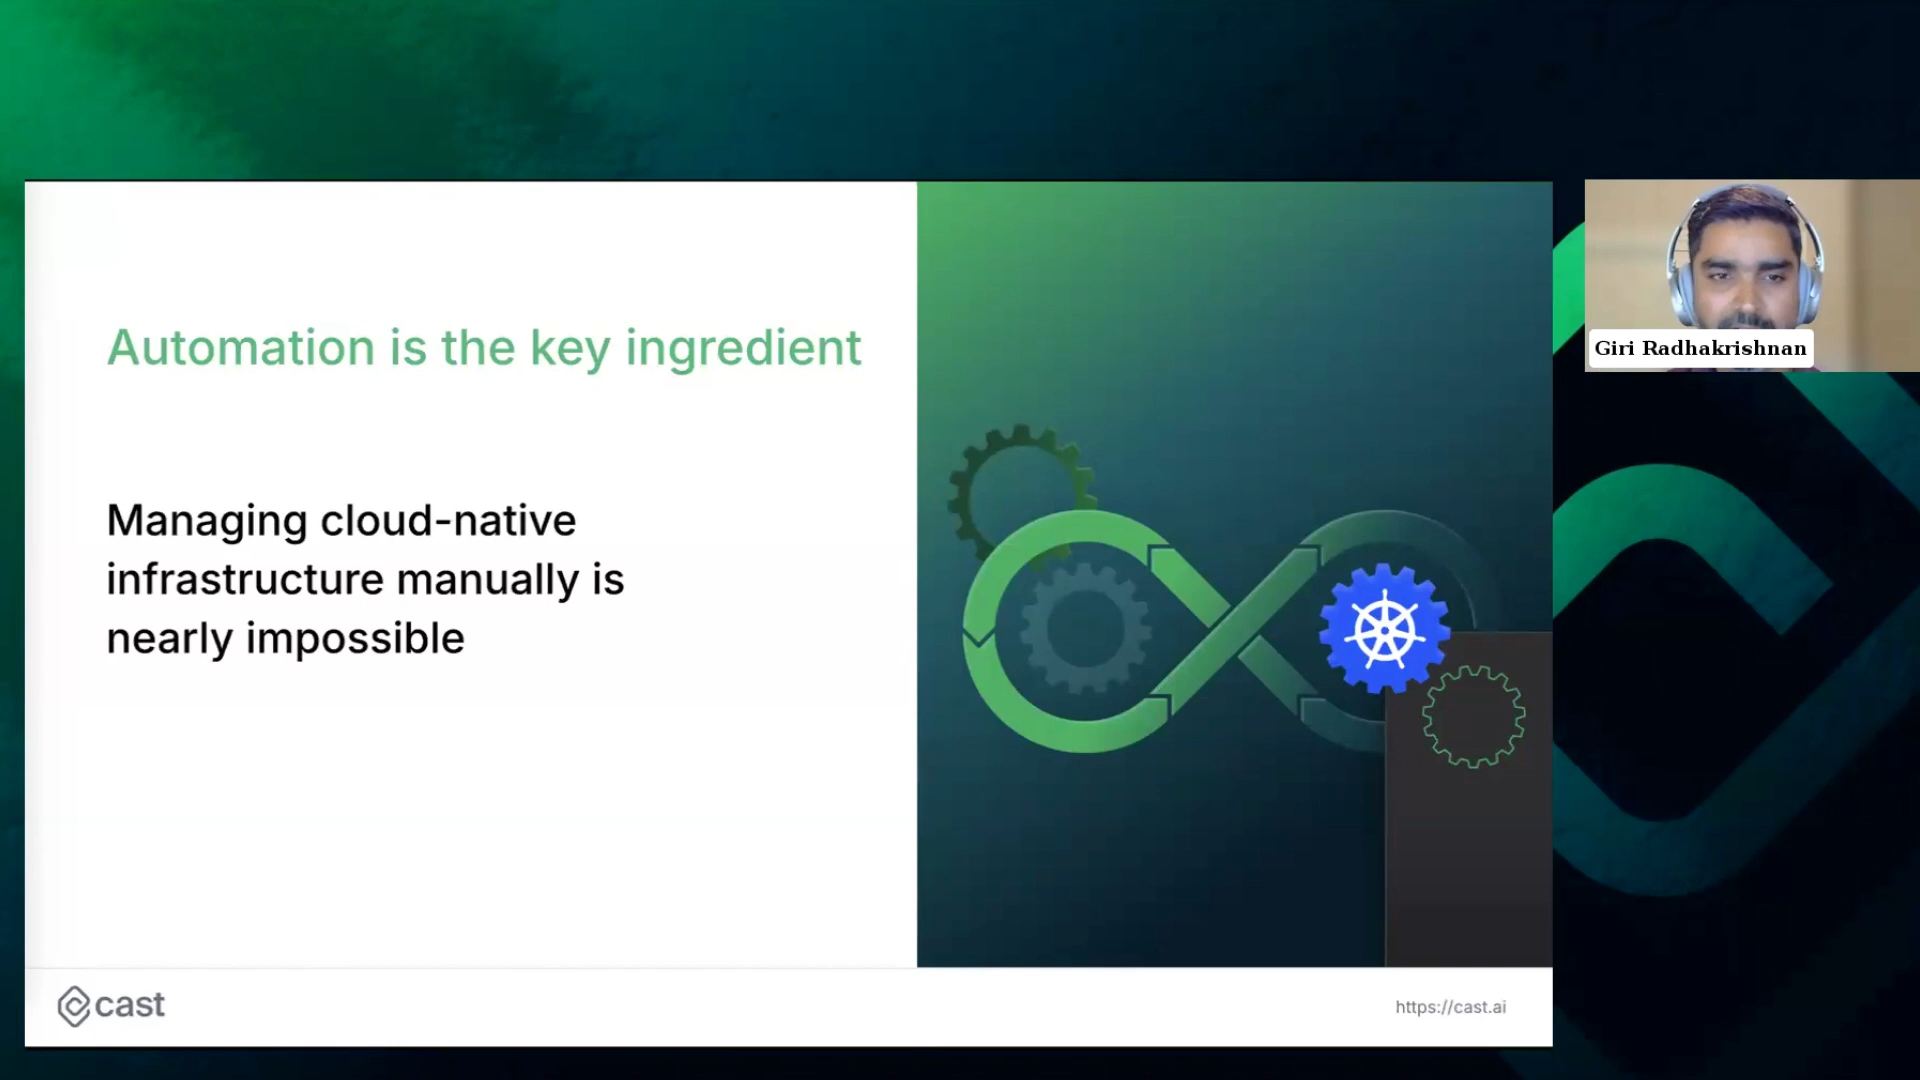 Automation is the key ingredient
Managing cloud-native
infrastructure manually is
nearly impossible
cast
https://cast.ai
Giri Radhakrishnan